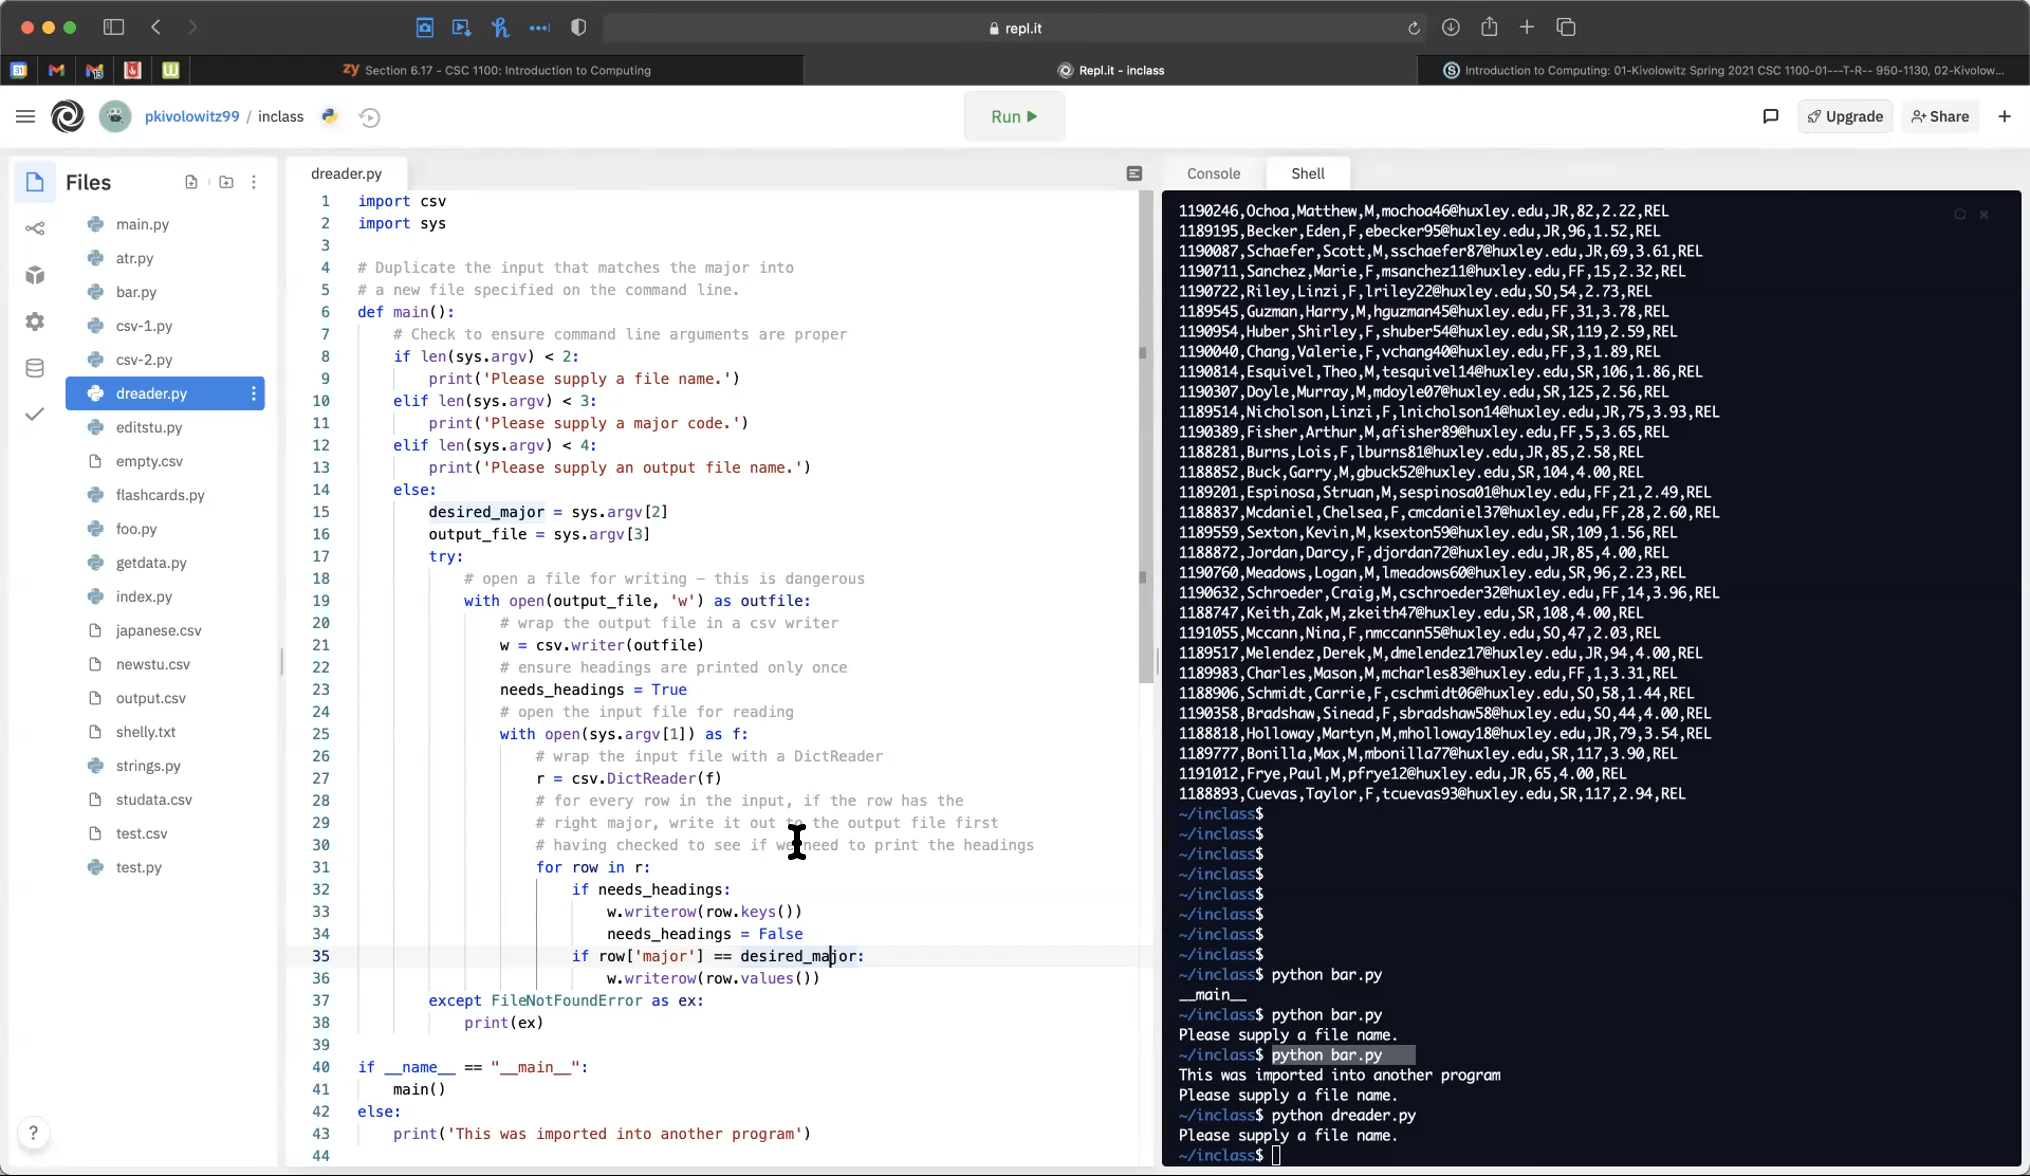 repl.it
Section 6.17 - CSC 1100: Introduction to Computing
Repl.it - inclass
Introduction to Computing: 01-Kivolowitz Spring 2021 CSC 1100-01---T-R-- 950-1130, 02-Kivolow...
pkivolowitz99 / inclass
Run
Upgrade
Share
Files
main.py
atr.py
bar.py
csv-1.py
csv-2.py
dreader.py
editstu.py
empty.csv
flashcards.py
foo.py
getdata.py
index.py
japanese.csv
newstu.csv
output.csv
shelly.txt
strings.py
studata.csv
test.csv
test.py
?
dreader.py
1 import csv
2 import sys
3
4 # Duplicate the input that matches the major into
5 # a new file specified on the command line.
6 def main():
7     # Check to ensure command line arguments are proper
8     if len(sys.argv) < 2:
9         print('Please supply a file name.')
10     elif len(sys.argv) < 3:
11         print('Please supply a major code.')
12     elif len(sys.argv) < 4:
13         print('Please supply an output file name.')
14     else:
15         desired_major = sys.argv[2]
16         output_file = sys.argv[3]
17         try:
18             # open a file for writing – this is dangerous
19             with open(output_file, 'w') as outfile:
20                 # wrap the output file in a csv writer
21                 w = csv.writer(outfile)
22                 # ensure headings are printed only once
23                 needs_headings = True
24                 # open the input file for reading
25                 with open(sys.argv[1]) as f:
26                     # wrap the input file with a DictReader
27                     r = csv.DictReader(f)
28                     # for every row in the input, if the row has the
29                     # right major, write it out to the output file first
30                     # having checked to see if we need to print the headings
31                     for row in r:
32                         if needs_headings:
33                             w.writerow(row.keys())
34                             needs_headings = False
35                         if row['major'] == desired_major:
36                             w.writerow(row.values())
37         except FileNotFoundError as ex:
38             print(ex)
39
40 if __name__ == "__main__":
41     main()
42 else:
43     print('This was imported into another program')
44
Console
Shell
1190246,Ochoa,Matthew,M,mochoa46@huxley.edu,JR,82,2.22,REL
1189195,Becker,Eden,F,ebecker95@huxley.edu,JR,96,1.52,REL
1190087,Schaefer,Scott,M,sschaefer87@huxley.edu,JR,69,3.61,REL
1190711,Sanchez,Marie,F,msanchez11@huxley.edu,FF,15,2.32,REL
1190722,Riley,Linzi,F,lriley22@huxley.edu,SO,54,2.73,REL
1189545,Guzman,Harry,M,hguzman45@huxley.edu,FF,31,3.78,REL
1190954,Huber,Shirley,F,shuber54@huxley.edu,SR,119,2.59,REL
1190040,Chang,Valerie,F,vchang40@huxley.edu,FF,3,1.89,REL
1190814,Esquivel,Theo,M,tesquivel14@huxley.edu,SR,106,1.86,REL
1190307,Doyle,Murray,M,mdoyle07@huxley.edu,SR,125,2.56,REL
1189514,Nicholson,Linzi,F,lnicholson14@huxley.edu,JR,75,3.93,REL
1190389,Fisher,Arthur,M,afisher89@huxley.edu,FF,5,3.65,REL
1188281,Burns,Lois,F,lburns81@huxley.edu,JR,85,2.58,REL
1188852,Buck,Garry,M,gbuck52@huxley.edu,SR,104,4.00,REL
1189201,Espinosa,Struan,M,sespinosa01@huxley.edu,FF,21,2.49,REL
1188837,Mcdaniel,Chelsea,F,cmcdaniel37@huxley.edu,FF,28,2.60,REL
1189559,Sexton,Kevin,M,ksexton59@huxley.edu,SR,109,1.56,REL
1188872,Jordan,Darcy,F,djordan72@huxley.edu,JR,85,4.00,REL
1190760,Meadows,Logan,M,lmeadows60@huxley.edu,SR,96,2.23,REL
1190632,Schroeder,Craig,M,cschroeder32@huxley.edu,FF,14,3.96,REL
1188747,Keith,Zak,M,zkeith47@huxley.edu,SR,108,4.00,REL
1191055,Mccann,Nina,F,nmccann55@huxley.edu,SO,47,2.03,REL
1189517,Melendez,Derek,M,dmelendez17@huxley.edu,JR,94,4.00,REL
1189983,Charles,Mason,M,mcharles83@huxley.edu,FF,1,3.31,REL
1188906,Schmidt,Carrie,F,cschmidt06@huxley.edu,SO,58,1.44,REL
1190358,Bradshaw,Sinead,F,sbradshaw58@huxley.edu,SO,44,4.00,REL
1188818,Holloway,Martyn,M,mholloway18@huxley.edu,JR,79,3.54,REL
1189777,Bonilla,Max,M,mbonilla77@huxley.edu,SR,117,3.90,REL
1191012,Frye,Paul,M,pfrye12@huxley.edu,JR,65,4.00,REL
1188893,Cuevas,Taylor,F,tcuevas93@huxley.edu,SR,117,2.94,REL
~/inclass$
~/inclass$
~/inclass$
~/inclass$
~/inclass$
~/inclass$
~/inclass$
~/inclass$
~/inclass$ python bar.py
__main__
~/inclass$ python bar.py
Please supply a file name.
~/inclass$ python bar.py
This was imported into another program
Please supply a file name.
~/inclass$ python dreader.py
Please supply a file name.
~/inclass$